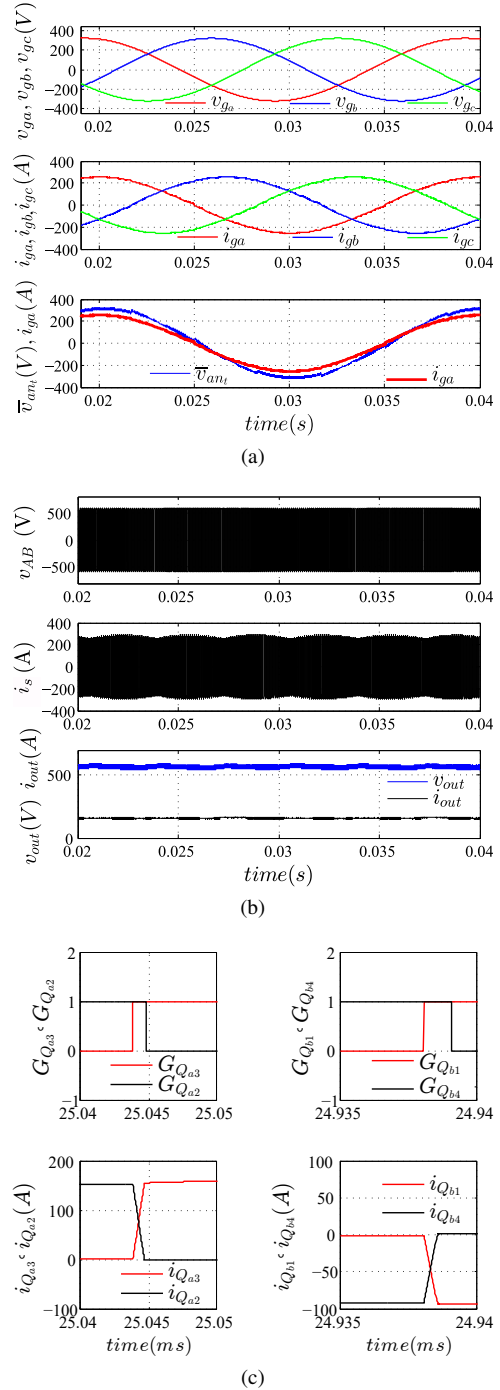 v_ga, v_gb, v_gc(V)
400
200
0
−200
−400
v_ga
v_gb
v_gc
0.02
0.025
0.03
0.035
0.04
i_ga, i_gb, i_gc(A)
400
200
0
−200
−400
i_ga
i_gb
i_gc
0.02
0.025
0.03
0.035
0.04
v̅_an_t(V), i_ga(A)
400
200
0
−200
−400
v̅_an_t
i_ga
0.02
0.025
0.03
0.035
0.04
time(s)
(a)
v_AB (V)
500
0
−500
0.02
0.025
0.03
0.035
0.04
i_s(A)
400
200
0
−200
−400
0.02
0.025
0.03
0.035
0.04
v_out(V) i_out(A)
500
0
v_out
i_out
0.02
0.025
0.03
0.035
0.04
time(s)
(b)
G_Qa3، G_Qa2
2
1
0
−1
G_Qa3
G_Qa2
25.04
25.045
25.05
G_Qb1، G_Qb4
2
1
0
−1
G_Qb1
G_Qb4
24.935
24.94
i_Qa3، i_Qa2(A)
200
100
0
−100
i_Qa3
i_Qa2
25.04
25.045
25.05
time(ms)
i_Qb1، i_Qb4(A)
100
50
0
−50
−100
i_Qb1
i_Qb4
24.935
24.94
time(ms)
(c)